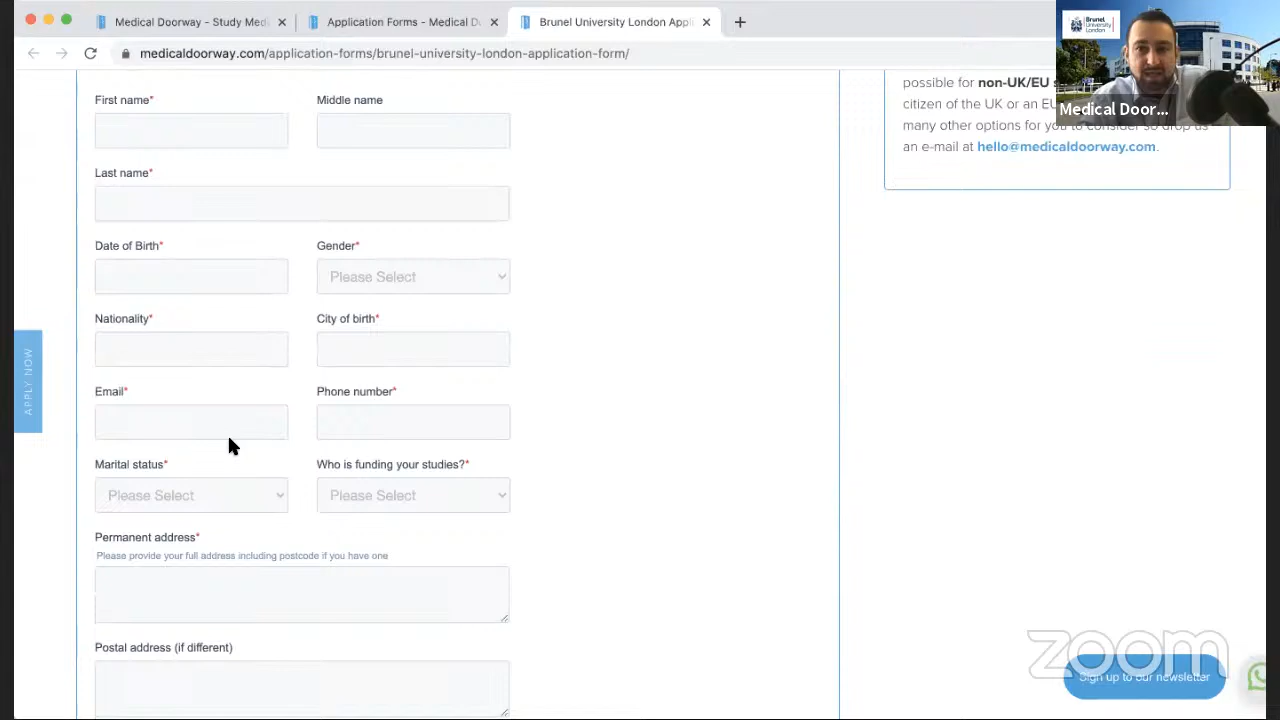 Medical Doorway - Study Medi
Application Forms - Medical D
Brunel University London Appli
medicaldoorway.com/application-forms/brunel-university-london-application-form/
Brunel
University
London
Medical Door...
First name*
Middle name
possible for non-UK/EU
citizen of the UK or an EU
many other options for you to consider so drop us
an e-mail at hello@medicaldoorway.com.
Last name*
Date of Birth*
Gender*
Please Select
Nationality*
City of birth*
APPLY NOW
Email*
Phone number*
Marital status*
Who is funding your studies?*
Please Select
Please Select
Permanent address*
Please provide your full address including postcode if you have one
Postal address (if different)
zoom
Sign up to our newsletter